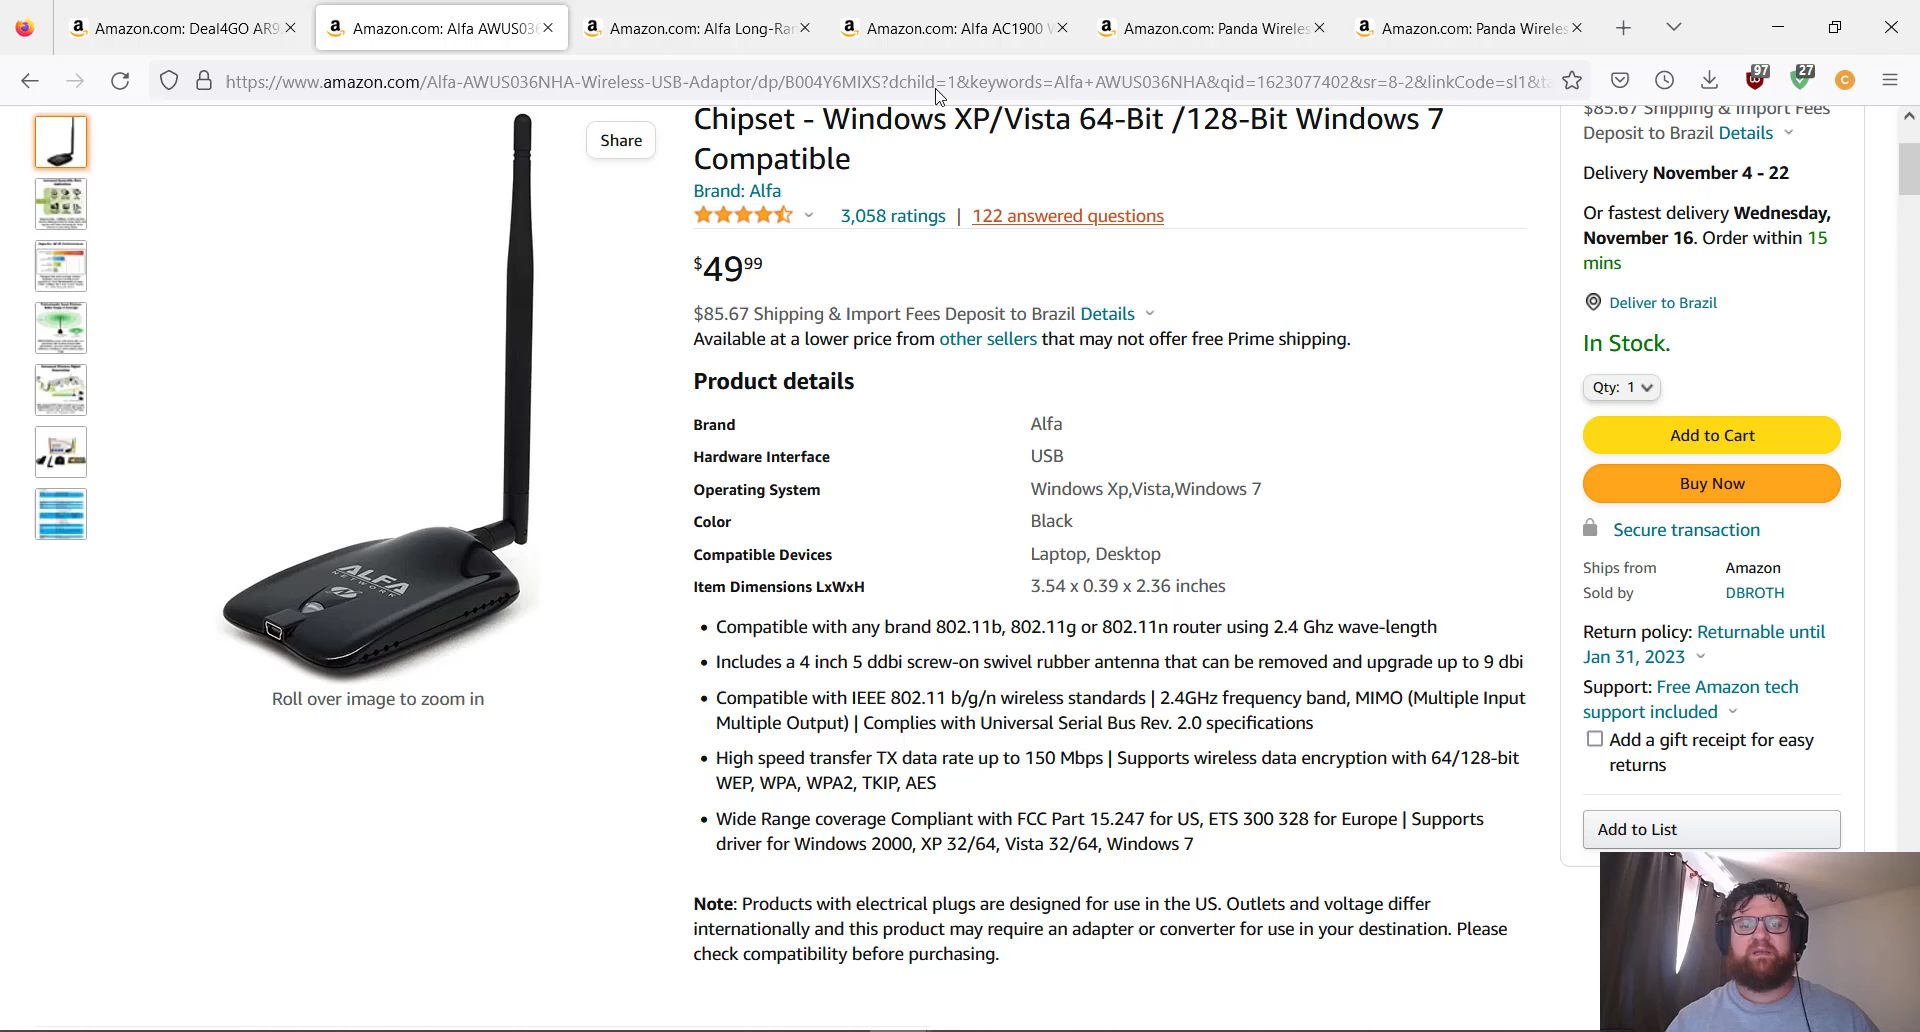 Amazon.com: Deal4GO AR9
Amazon.com: Alfa AWUS036
Amazon.com: Alfa Long-Ran
Amazon.com: Alfa AC1900 W
Amazon.com: Panda Wireles
Amazon.com: Panda Wireles
https://www.amazon.com/Alfa-AWUS036NHA-Wireless-USB-Adaptor/dp/B004Y6MIXS?dchild=1&keywords=Alfa+AWUS036NHA&qid=1623077402&sr=8-2&linkCode=sl1&ta
97
27
C
Share
Chipset - Windows XP/Vista 64-Bit /128-Bit Windows 7
Compatible
Brand: Alfa
3,058 ratings | 122 answered questions
$49 99
$85.67 Shipping & Import Fees Deposit to Brazil Details
Available at a lower price from other sellers that may not offer free Prime shipping.
Product details
Brand Alfa
Hardware Interface USB
Operating System Windows Xp,Vista,Windows 7
Color Black
Compatible Devices Laptop, Desktop
Item Dimensions LxWxH 3.54 x 0.39 x 2.36 inches
• Compatible with any brand 802.11b, 802.11g or 802.11n router using 2.4 Ghz wave-length
• Includes a 4 inch 5 ddbi screw-on swivel rubber antenna that can be removed and upgrade up to 9 dbi
• Compatible with IEEE 802.11 b/g/n wireless standards | 2.4GHz frequency band, MIMO (Multiple Input
Multiple Output) | Complies with Universal Serial Bus Rev. 2.0 specifications
• High speed transfer TX data rate up to 150 Mbps | Supports wireless data encryption with 64/128-bit
WEP, WPA, WPA2, TKIP, AES
• Wide Range coverage Compliant with FCC Part 15.247 for US, ETS 300 328 for Europe | Supports
driver for Windows 2000, XP 32/64, Vista 32/64, Windows 7
Note: Products with electrical plugs are designed for use in the US. Outlets and voltage differ
internationally and this product may require an adapter or converter for use in your destination. Please
check compatibility before purchasing.
ALFA
NETWORK
Roll over image to zoom in
$85.67 Shipping & Import Fees
Deposit to Brazil Details
Delivery November 4 - 22
Or fastest delivery Wednesday,
November 16. Order within 15
mins
Deliver to Brazil
In Stock.
Qty: 1
Add to Cart
Buy Now
Secure transaction
Ships from Amazon
Sold by DBROTH
Return policy: Returnable until
Jan 31, 2023
Support: Free Amazon tech
support included
Add a gift receipt for easy
returns
Add to List